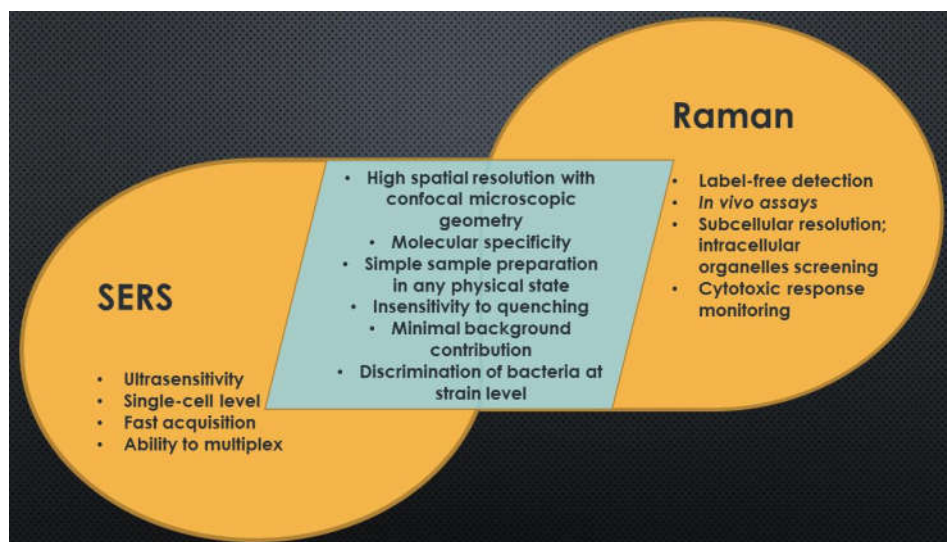 SERS
• Ultrasensitivity
• Single-cell level
• Fast acquisition
• Ability to multiplex
• High spatial resolution with
confocal microscopic
geometry
• Molecular specificity
• Simple sample preparation
in any physical state
• Insensitivity to quenching
• Minimal background
contribution
• Discrimination of bacteria at
strain level
Raman
• Label-free detection
• In vivo assays
• Subcellular resolution;
intracellular
organelles screening
• Cytotoxic response
monitoring